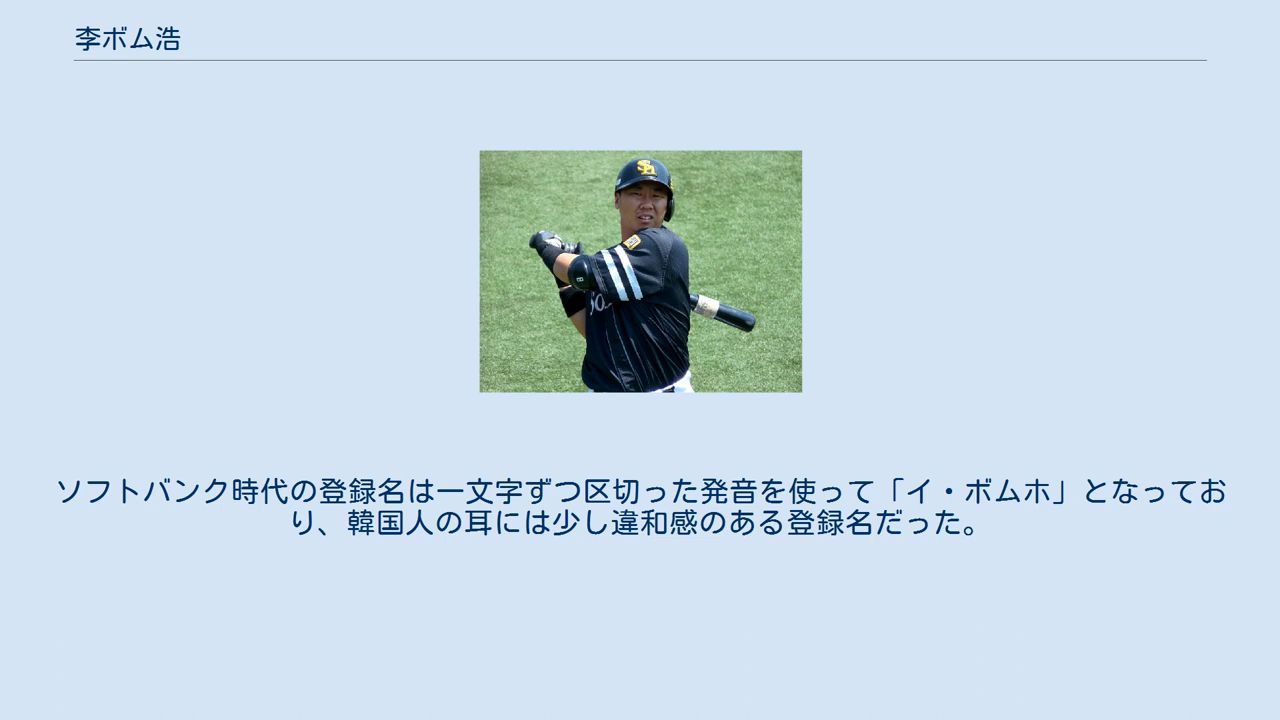 李ボム浩
SH
So
ソフトバンク時代の登録名は一文字ずつ区切った発音を使って「イ・ボムホ」となってお
り、韓国人の耳には少し違和感のある登録名だった。